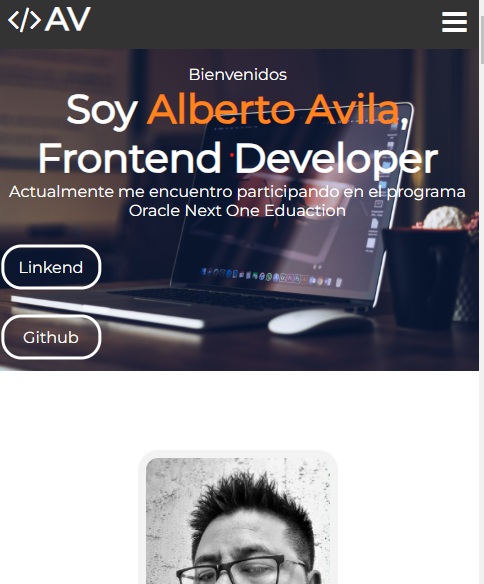 </> AV
Bienvenidos
Soy Alberto Avila,
Frontend Developer
Actualmente me encuentro participando en el programa
Oracle Next One Eduaction
Linkend
Github